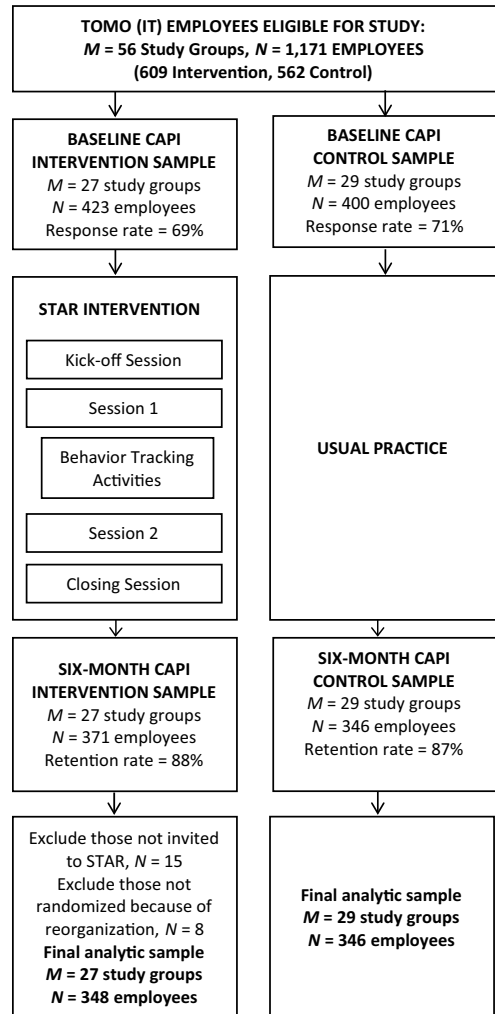 TOMO (IT) EMPLOYEES ELIGIBLE FOR STUDY:
M = 56 Study Groups, N = 1,171 EMPLOYEES
(609 Intervention, 562 Control)
BASELINE CAPI
INTERVENTION SAMPLE
M = 27 study groups
N = 423 employees
Response rate = 69%
BASELINE CAPI
CONTROL SAMPLE
M = 29 study groups
N = 400 employees
Response rate = 71%
STAR INTERVENTION
Kick-off Session
Session 1
Behavior Tracking
Activities
Session 2
Closing Session
USUAL PRACTICE
SIX-MONTH CAPI
INTERVENTION SAMPLE
M = 27 study groups
N = 371 employees
Retention rate = 88%
SIX-MONTH CAPI
CONTROL SAMPLE
M = 29 study groups
N = 346 employees
Retention rate = 87%
Exclude those not invited
to STAR, N = 15
Exclude those not
randomized because of
reorganization, N = 8
Final analytic sample
M = 27 study groups
N = 348 employees
Final analytic sample
M = 29 study groups
N = 346 employees